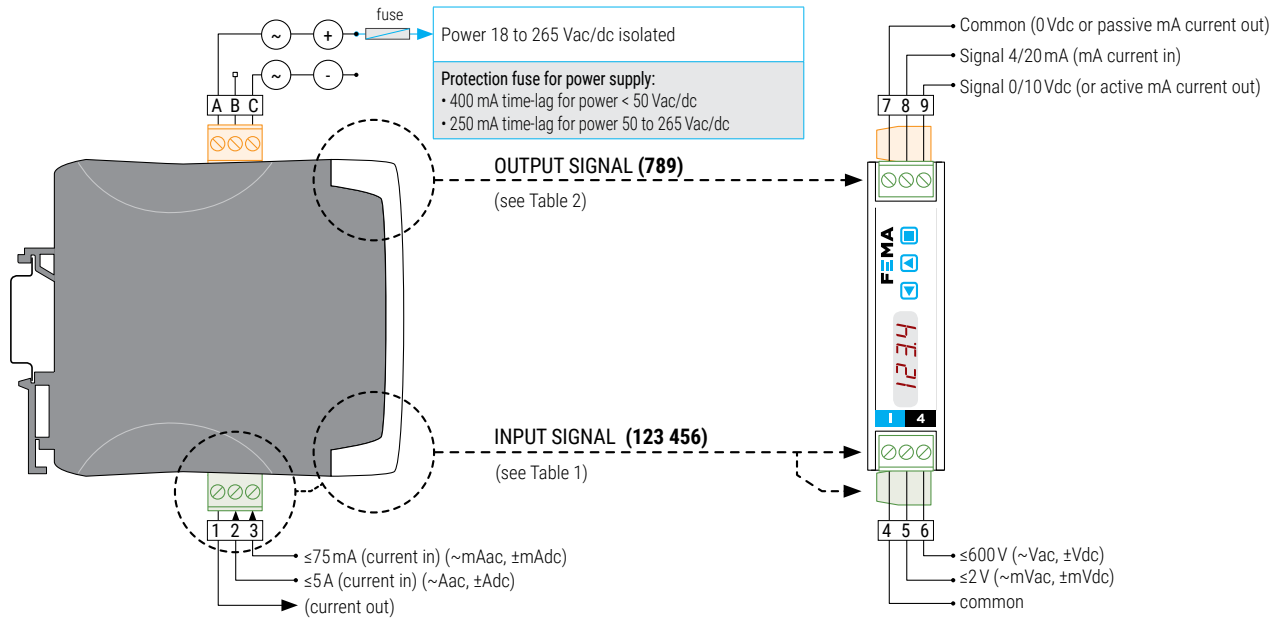 fuse
~ +
~ -
Power 18 to 265 Vac/dc isolated
Protection fuse for power supply:
• 400 mA time-lag for power < 50 Vac/dc
• 250 mA time-lag for power 50 to 265 Vac/dc
A B C
Common (0 Vdc or passive mA current out)
Signal 4/20 mA (mA current in)
Signal 0/10 Vdc (or active mA current out)
7 8 9
OUTPUT SIGNAL (789)
(see Table 2)
FEMA
12.34
I 4
INPUT SIGNAL (123 456)
(see Table 1)
1 2 3
≤75 mA (current in) (~mAac, ±mAdc)
≤5 A (current in) (~Aac, ±Adc)
(current out)
4 5 6
≤600 V (~Vac, ±Vdc)
≤2 V (~mVac, ±mVdc)
common